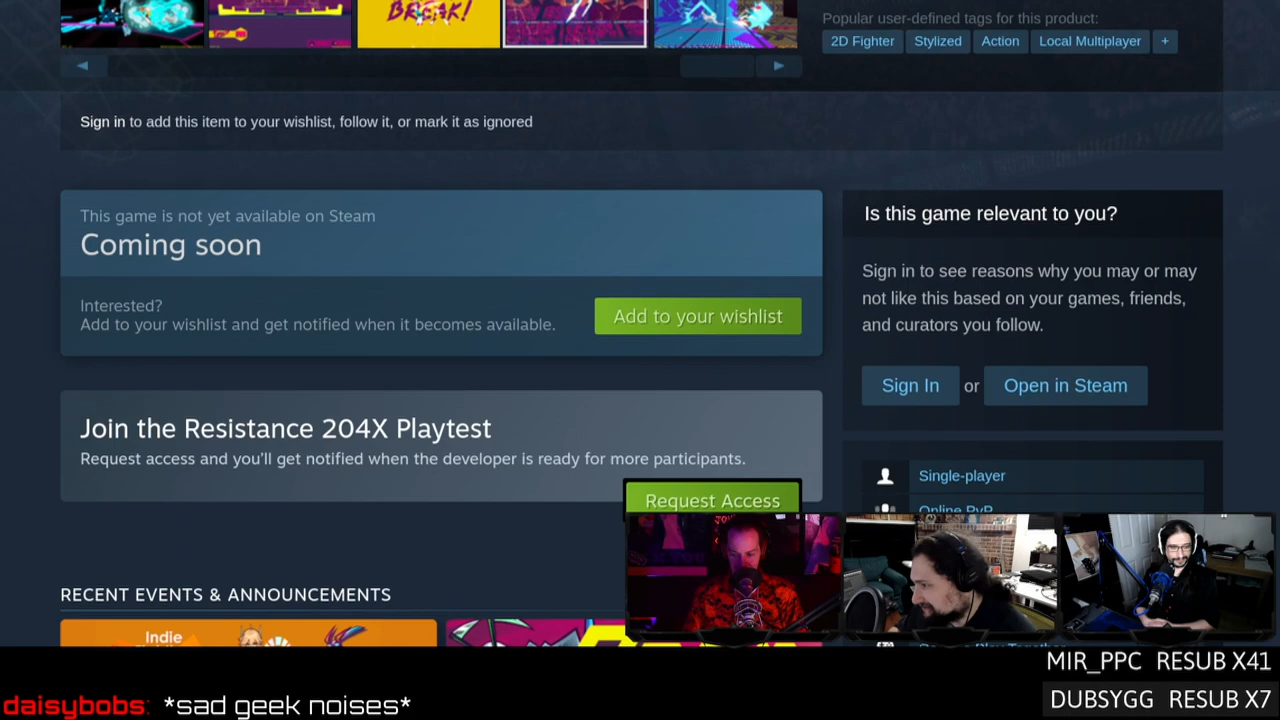 BREAK!
Popular user-defined tags for this product:
2D Fighter
Stylized
Action
Local Multiplayer
+
Sign in to add this item to your wishlist, follow it, or mark it as ignored
This game is not yet available on Steam
Coming soon
Interested?
Add to your wishlist and get notified when it becomes available.
Add to your wishlist
Is this game relevant to you?
Sign in to see reasons why you may or may
not like this based on your games, friends,
and curators you follow.
Sign In or Open in Steam
Join the Resistance 204X Playtest
Request access and you'll get notified when the developer is ready for more participants.
Request Access
Single-player
Online PvP
RECENT EVENTS & ANNOUNCEMENTS
Indie
MIR_PPC RESUB X41
DUBSYGG RESUB X7
daisybobs: *sad geek noises*